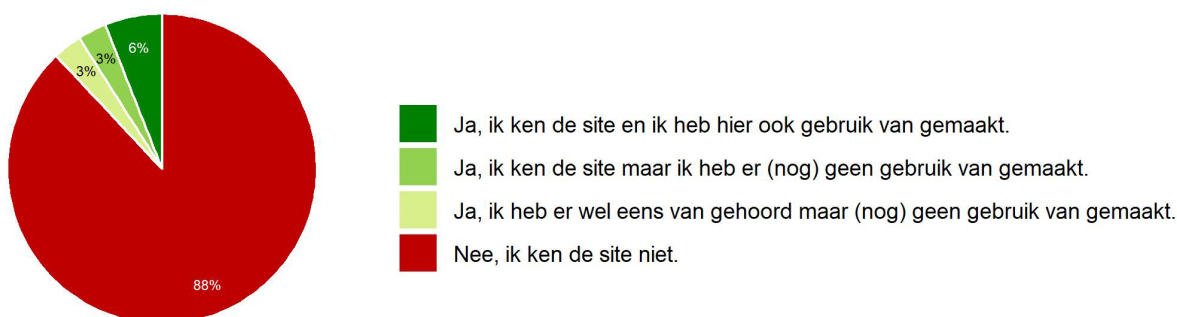 6%
3%
3%
88%
Ja, ik ken de site en ik heb hier ook gebruik van gemaakt.
Ja, ik ken de site maar ik heb er (nog) geen gebruik van gemaakt.
Ja, ik heb er wel eens van gehoord maar (nog) geen gebruik van gemaakt.
Nee, ik ken de site niet.